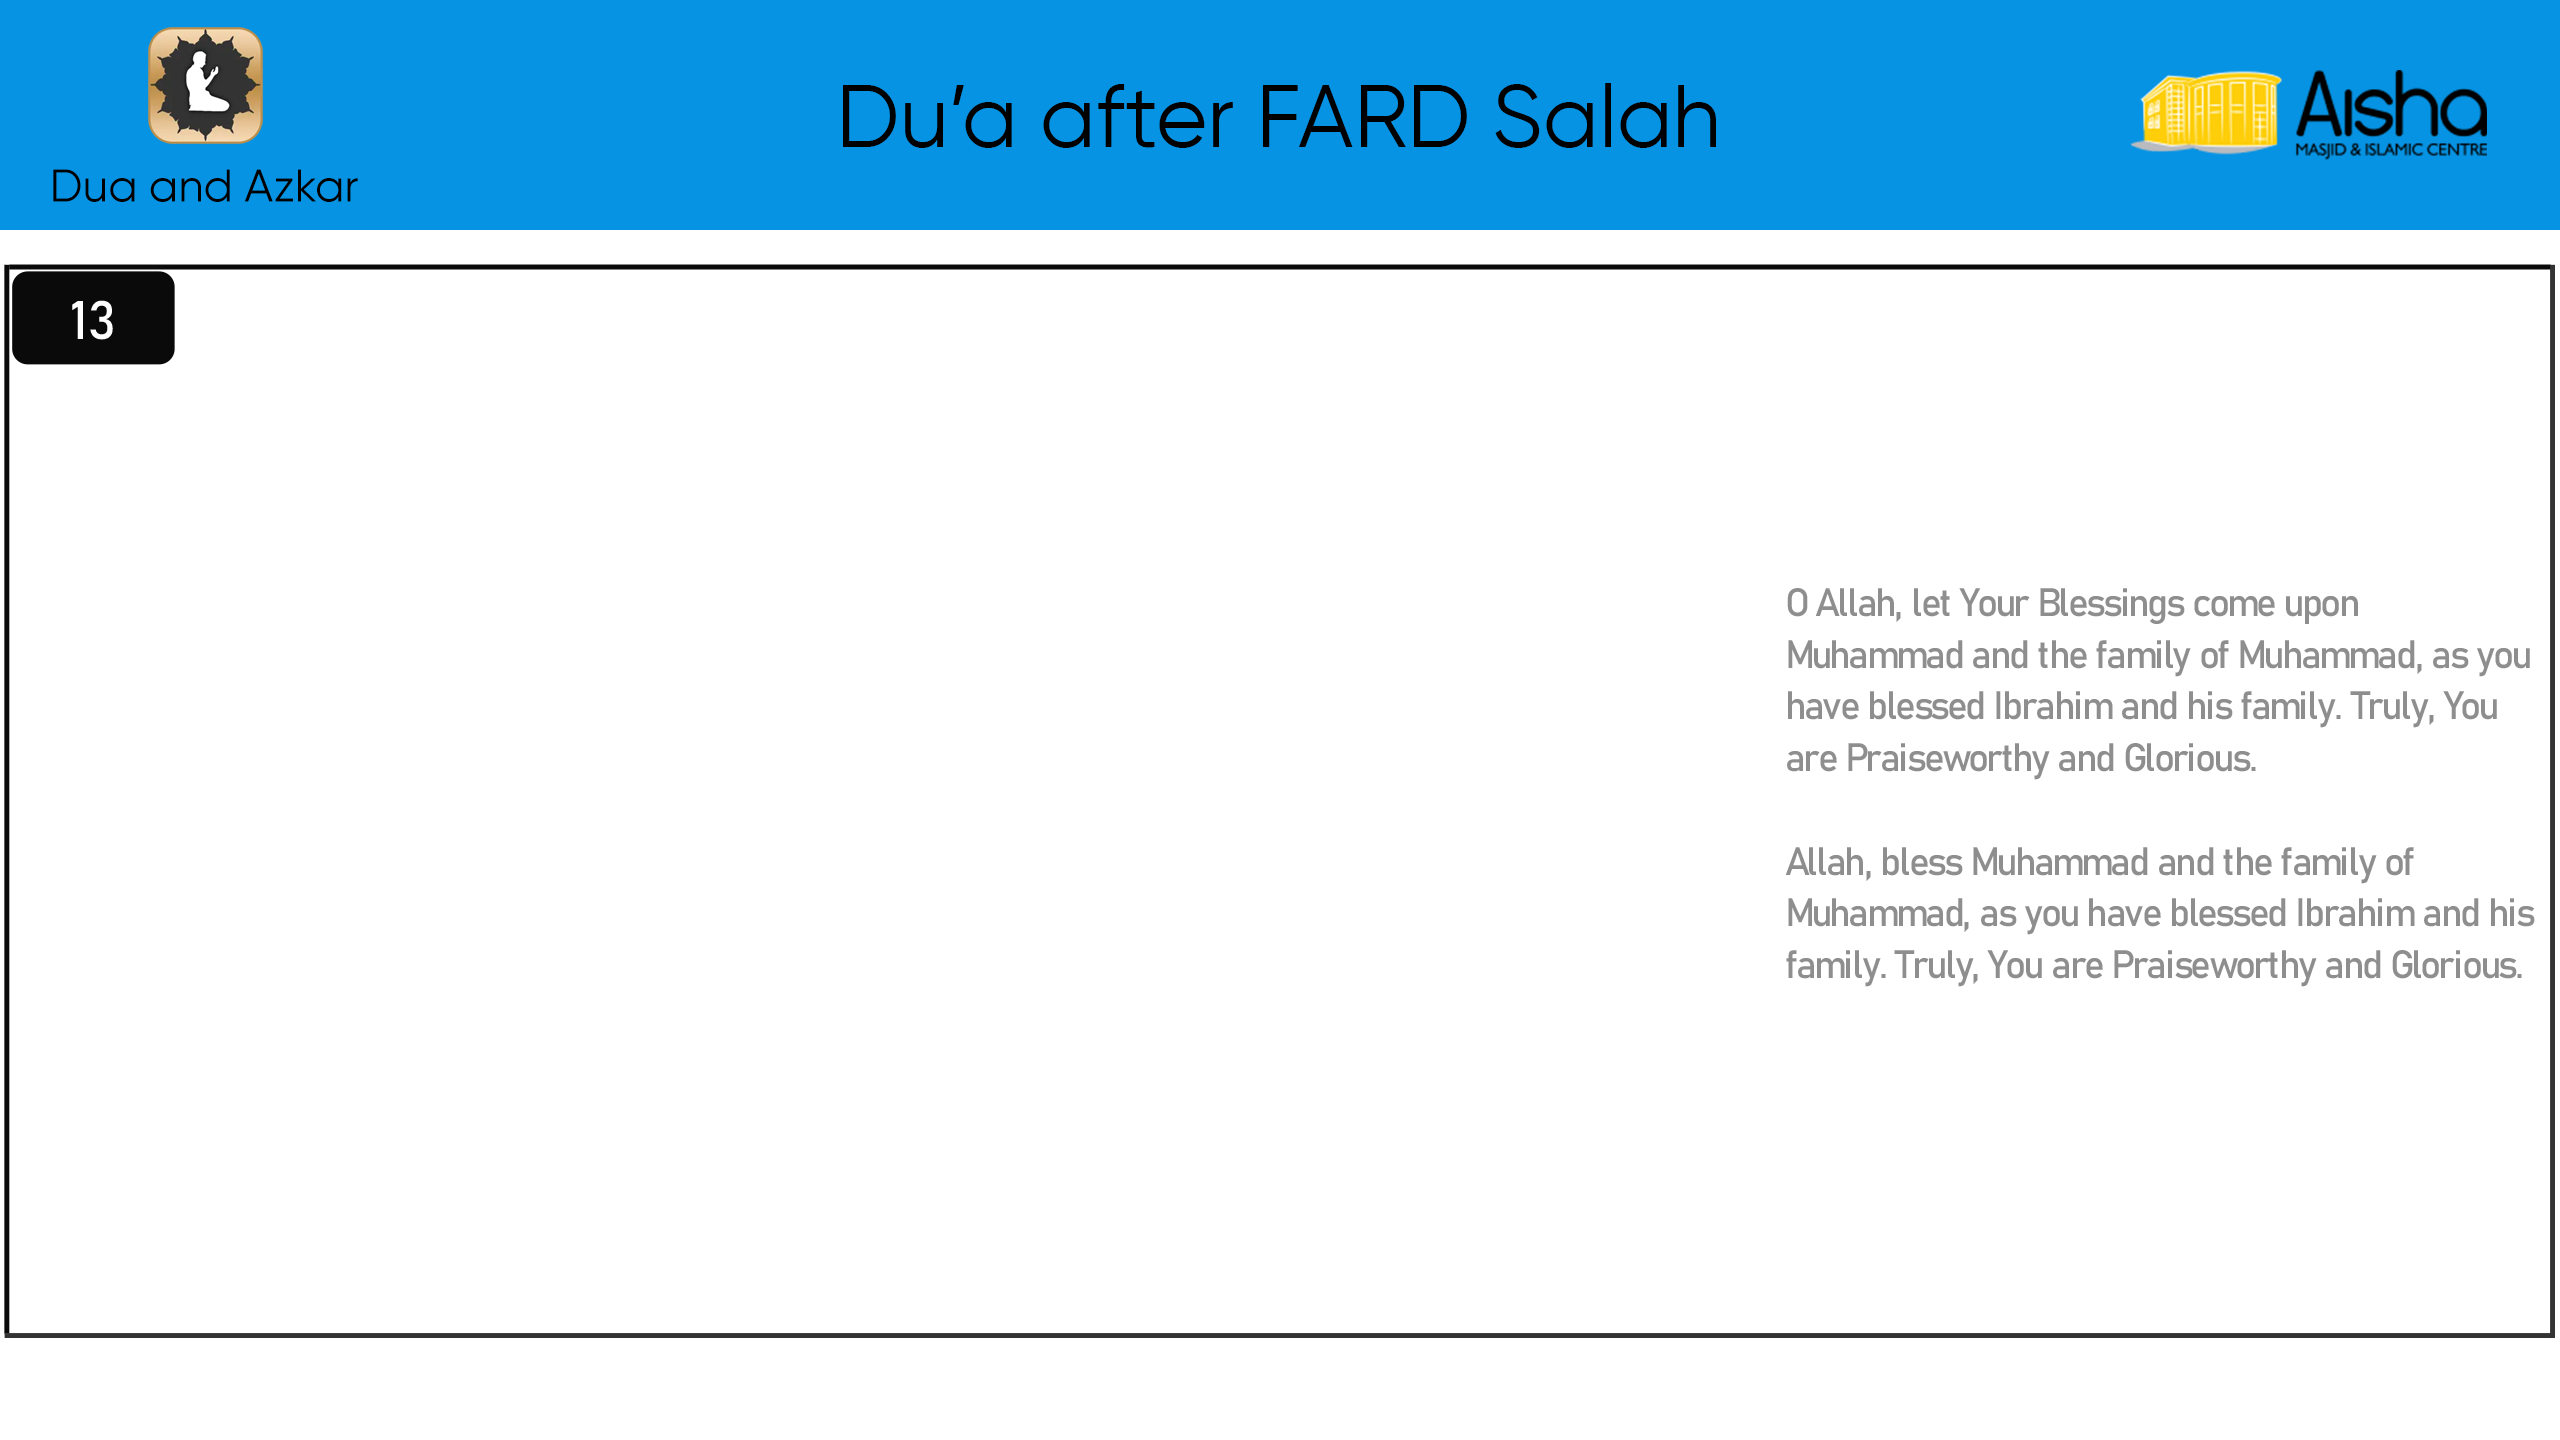 Dua and Azkar
Du’a after FARD Salah
Aisha
MASJID & ISLAMIC CENTRE
13
O Allah, let Your Blessings come upon
Muhammad and the family of Muhammad, as you
have blessed Ibrahim and his family. Truly, You
are Praiseworthy and Glorious.
Allah, bless Muhammad and the family of
Muhammad, as you have blessed Ibrahim and his
family. Truly, You are Praiseworthy and Glorious.